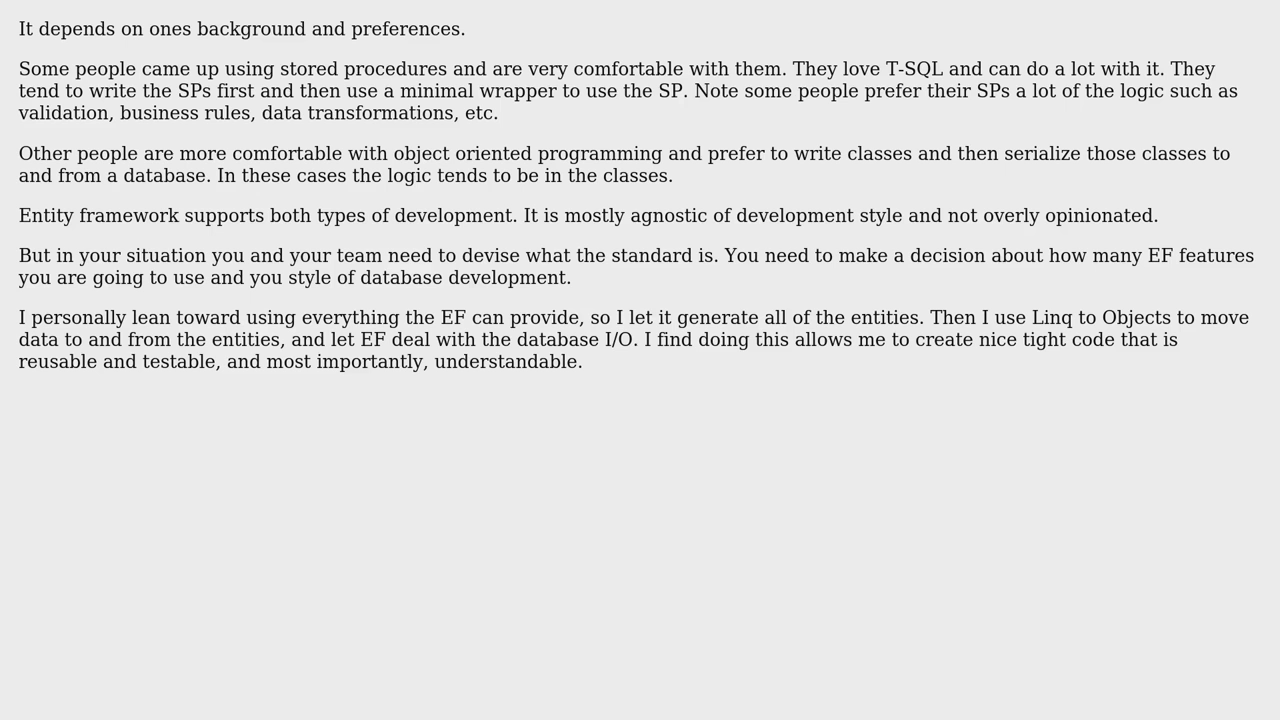 It depends on ones background and preferences.
Some people came up using stored procedures and are very comfortable with them. They love T-SQL and can do a lot with it. They
tend to write the SPs first and then use a minimal wrapper to use the SP. Note some people prefer their SPs a lot of the logic such as
validation, business rules, data transformations, etc.
Other people are more comfortable with object oriented programming and prefer to write classes and then serialize those classes to
and from a database. In these cases the logic tends to be in the classes.
Entity framework supports both types of development. It is mostly agnostic of development style and not overly opinionated.
But in your situation you and your team need to devise what the standard is. You need to make a decision about how many EF features
you are going to use and you style of database development.
I personally lean toward using everything the EF can provide, so I let it generate all of the entities. Then I use Linq to Objects to move
data to and from the entities, and let EF deal with the database I/O. I find doing this allows me to create nice tight code that is
reusable and testable, and most importantly, understandable.